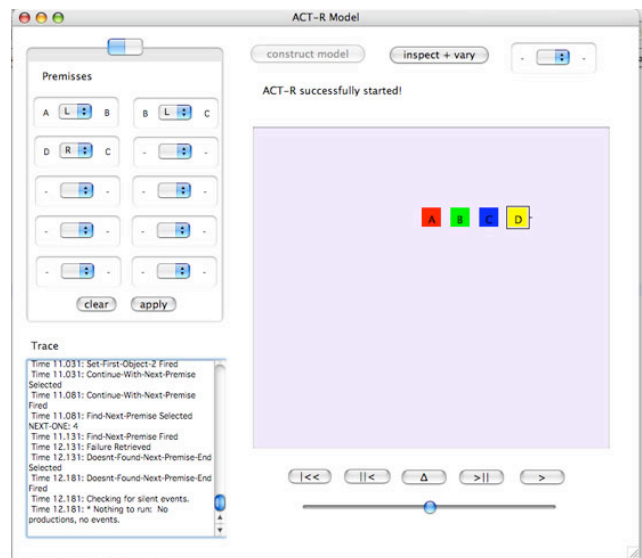 ACT-R Model
construct model
inspect + vary
- -
Premisses
ACT-R successfully started!
A L B
B L C
D R C
- -
- -
- -
- -
- -
- -
- -
A B C D
clear
apply
Trace
Time 11.031: Set-First-Object-2 Fired
Time 11.031: Continue-With-Next-Premise
Selected
Time 11.081: Continue-With-Next-Premise
Fired
Time 11.081: Find-Next-Premise Selected
NEXT-ONE: 4
Time 11.131: Find-Next-Premise Fired
Time 12.131: Failure Retrieved
Time 12.131: Doesnt-Found-Next-Premise-End
Selected
Time 12.181: Doesnt-Found-Next-Premise-End
Fired
Time 12.181: Checking for silent events.
Time 12.181: * Nothing to run: No
productions, no events.
|<<
||<
Δ
>||
>